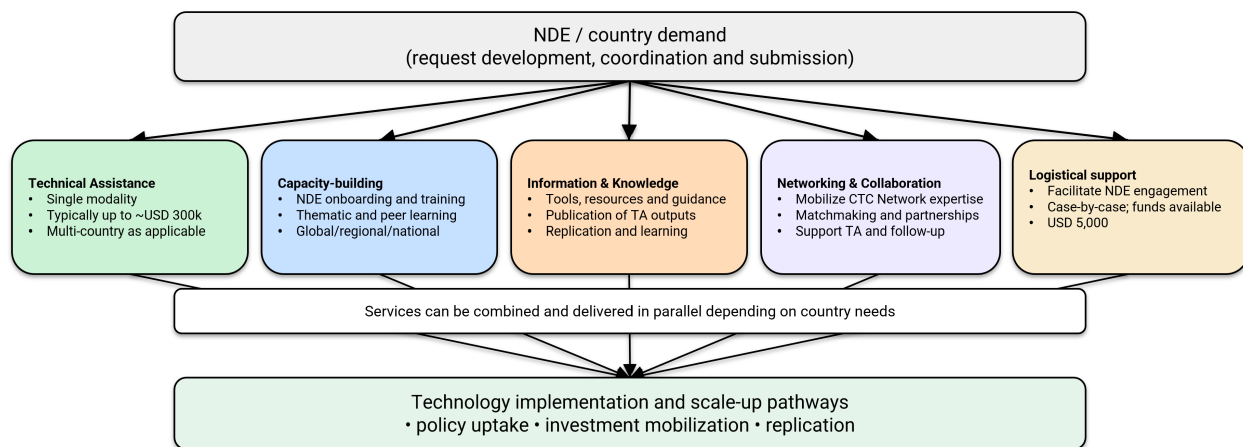 NDE / country demand
(request development, coordination and submission)
Technical Assistance
• Single modality
• Typically up to ~USD 300k
• Multi-country as applicable
Capacity-building
• NDE onboarding and training
• Thematic and peer learning
• Global/regional/national
Information & Knowledge
• Tools, resources and guidance
• Publication of TA outputs
• Replication and learning
Networking & Collaboration
• Mobilize CTC Network expertise
• Matchmaking and partnerships
• Support TA and follow-up
Logistical support
• Facilitate NDE engagement
• Case-by-case; funds available
• USD 5,000
Services can be combined and delivered in parallel depending on country needs
Technology implementation and scale-up pathways
• policy uptake • investment mobilization • replication